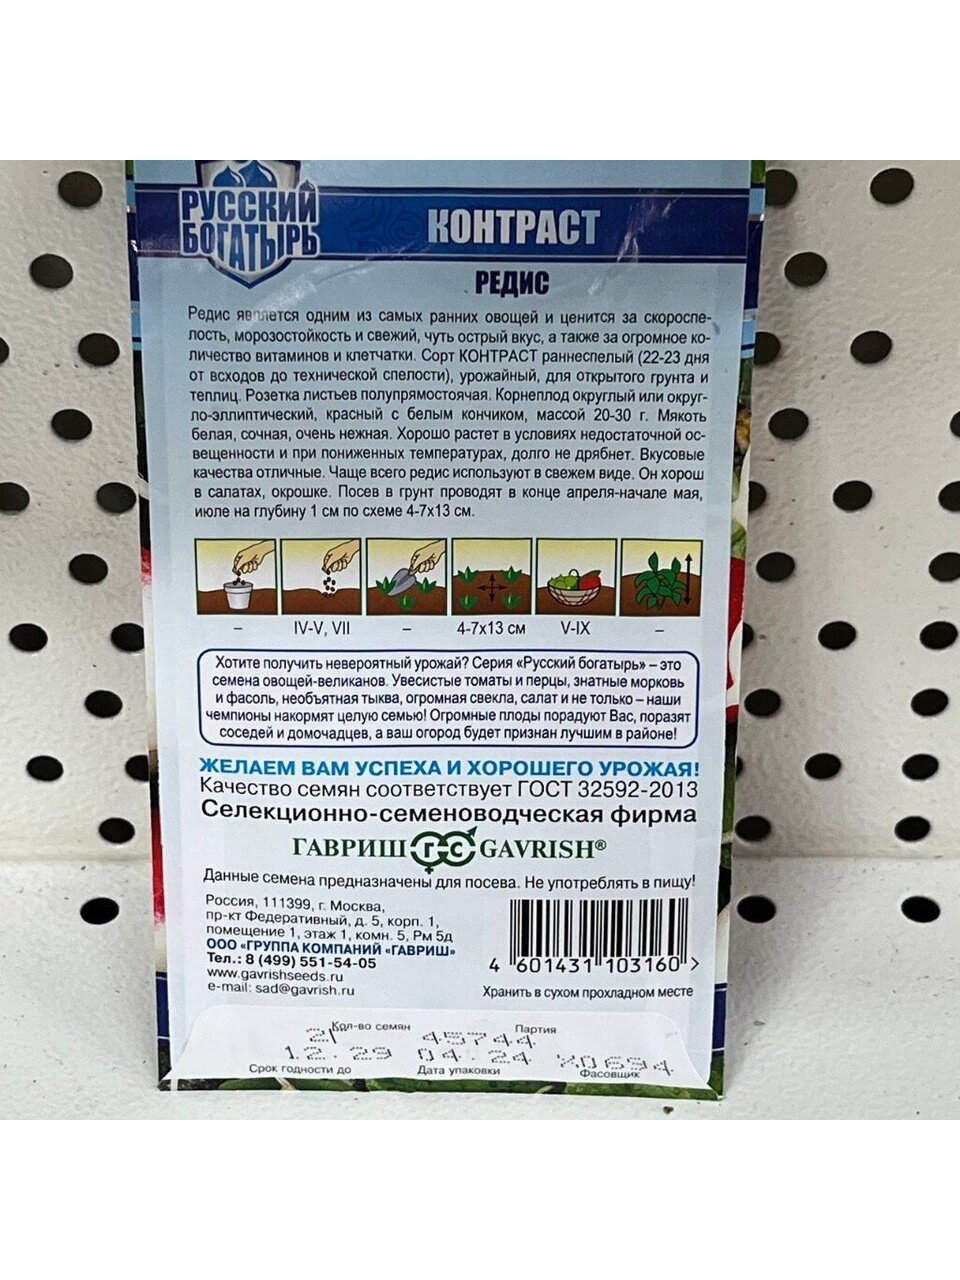 РУССКИЙ
БОГАТЫРЬ
КОНТРАСТ
РЕДИС
Редис является одним из самых ранних овощей и ценится за скороспе-
лость, морозостойкость и свежий, чуть острый вкус, а также за огромное ко-
личество витаминов и клетчатки. Сорт КОНТРАСТ раннеспелый (22-23 дня
от всходов до технической спелости), урожайный, для открытого грунта и
теплиц. Розетка листьев полупрямостоячая. Корнеплод округлый или округ-
ло-эллиптический, красный с белым кончиком, массой 20-30 г. Мякоть
белая, сочная, очень нежная. Хорошо растет в условиях недостаточной ос-
вещенности и при пониженных температурах, долго не дрябнет. Вкусовые
качества отличные. Чаще всего редис используют в свежем виде. Он хорош
в салатах, окрошке. Посев в грунт проводят в конце апреля-начале мая,
июле на глубину 1 см по схеме 4-7х13 см.
– IV-V, VII – 4-7х13 см V-IX –
Хотите получить невероятный урожай? Серия «Русский богатырь» – это
семена овощей-великанов. Увесистые томаты и перцы, знатные морковь
и фасоль, необъятная тыква, огромная свекла, салат и не только – наши
чемпионы накормят целую семью! Огромные плоды порадуют Вас, поразят
соседей и домочадцев, а ваш огород будет признан лучшим в районе!
ЖЕЛАЕМ ВАМ УСПЕХА И ХОРОШЕГО УРОЖАЯ!
Качество семян соответствует ГОСТ 32592-2013
Селекционно-семеноводческая фирма
ГАВРИШ ГС GAVRISH®
Данные семена предназначены для посева. Не употреблять в пищу!
Россия, 111399, г. Москва,
пр-кт Федеративный, д. 5, корп. 1,
помещение 1, этаж 1, комн. 5, Рм 5д
ООО «ГРУППА КОМПАНИЙ «ГАВРИШ»
Тел.: 8 (499) 551-54-05
www.gavrishseeds.ru
e-mail: sad@gavrish.ru
4 601431 103160 >
Хранить в сухом прохладном месте
Кол-во семян Партия
2г 45744
12.29 04.24 X0694
Срок годности до Дата упаковки Фасовщик